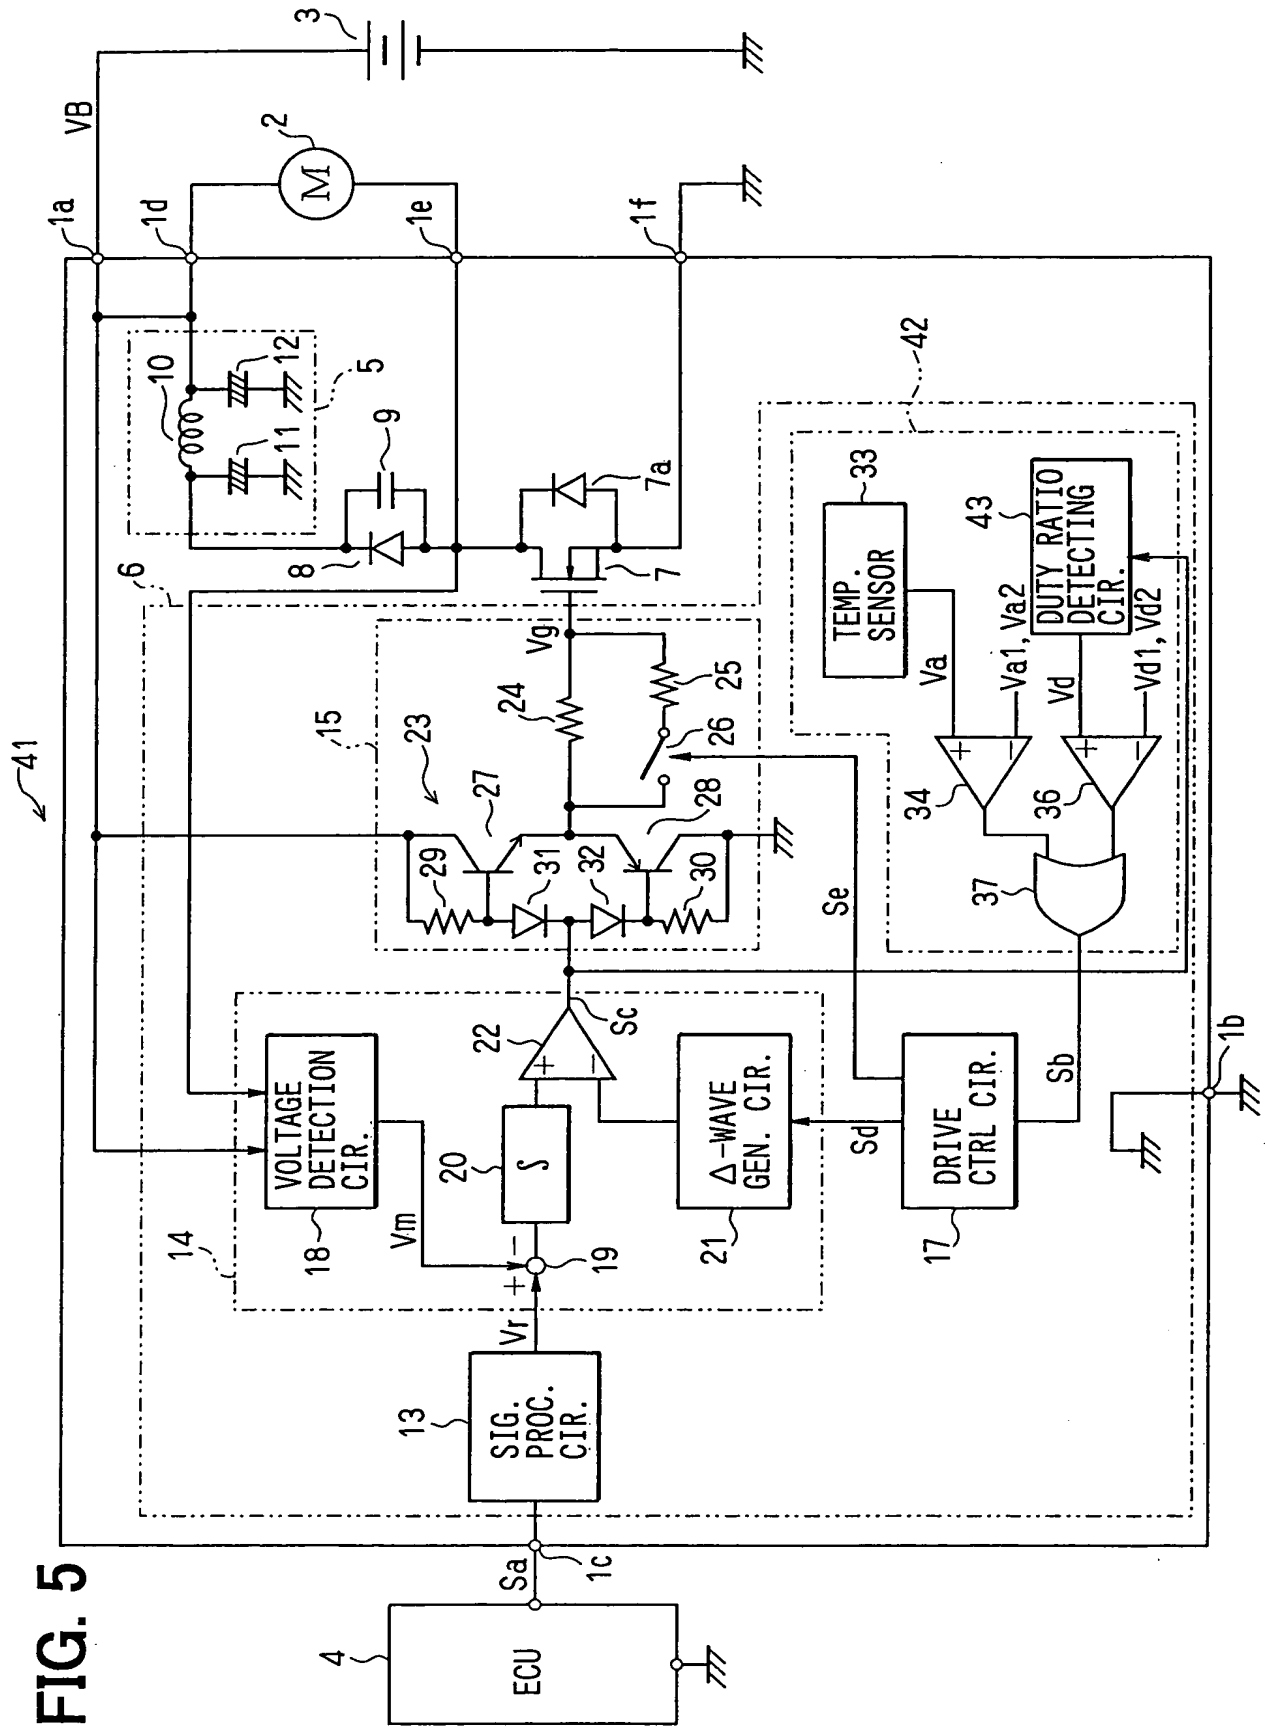 FIG. 5
41
4
ECU
Sa
1c
13
SIG.
PROC.
CIR.
Vr
6
14
18
VOLTAGE
DETECTION
CIR.
Vm
+
−
19
20
∫
22
+
−
Sc
21
Δ-WAVE
GEN. CIR.
Sd
17
DRIVE
CTRL CIR.
Sb
Se
1b
15
23
27
29
31
32
28
30
24
26
25
Vg
37
34
+
−
36
+
−
Va
Va1, Va2
Vd
Vd1, Vd2
33
TEMP.
SENSOR
43
DUTY RATIO
DETECTING
CIR.
42
7
7a
8
9
10
11
12
5
1a
1d
1e
1f
VB
2
M
3